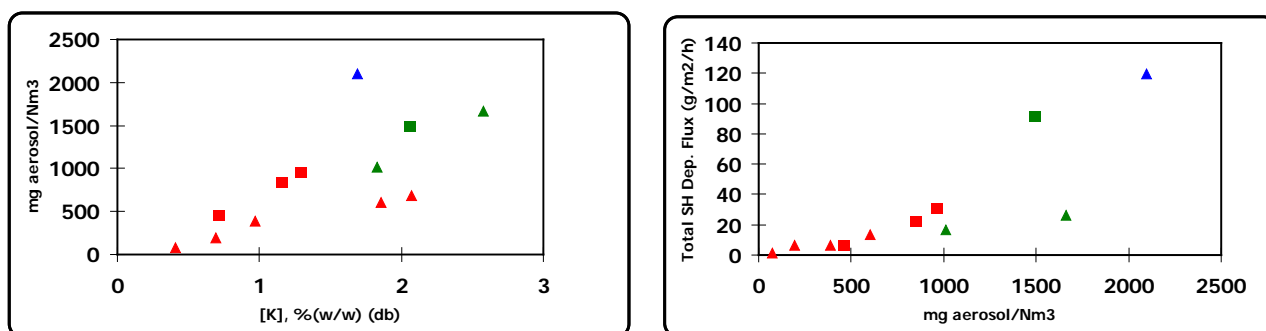 2500
2000
1500
1000
500
0
0 1 2 3
mg aerosol/Nm3
[K], %(w/w) (db)
140
120
100
80
60
40
20
0
0 500 1000 1500 2000 2500
Total SH Dep. Flux (g/m2/h)
mg aerosol/Nm3